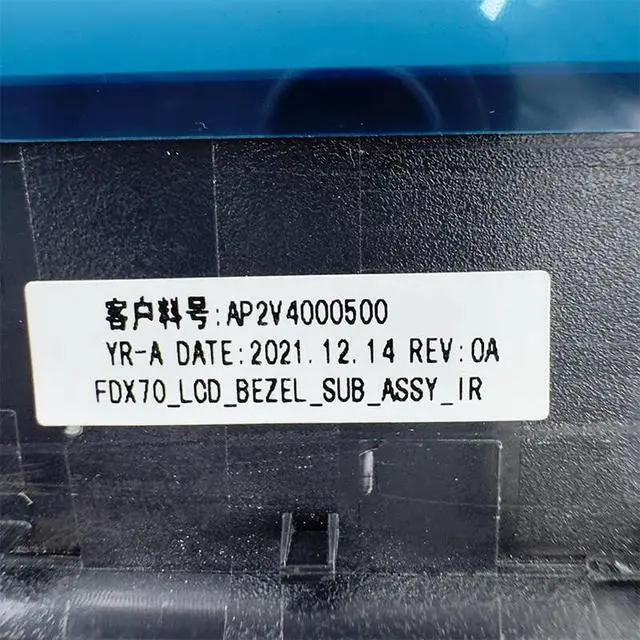 客户料号:AP2V4000500
YR-A DATE:2021.12.14 REV:0A
FDX70_LCD_BEZEL_SUB_ASSY_IR